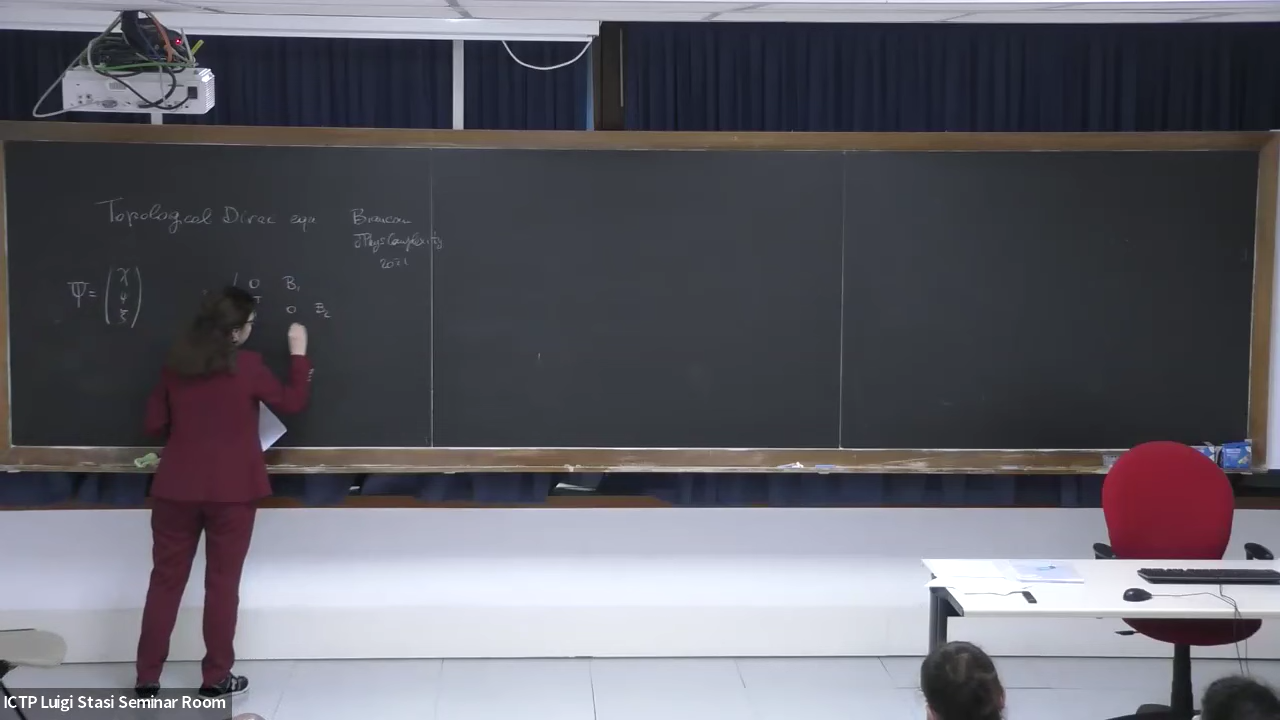 Topological Dirac eqn
Bianconi
J Phys Complexity
2021
Ψ = ( χ ψ ξ )
0 B₁
0 B₂
ICTP Luigi Stasi Seminar Room